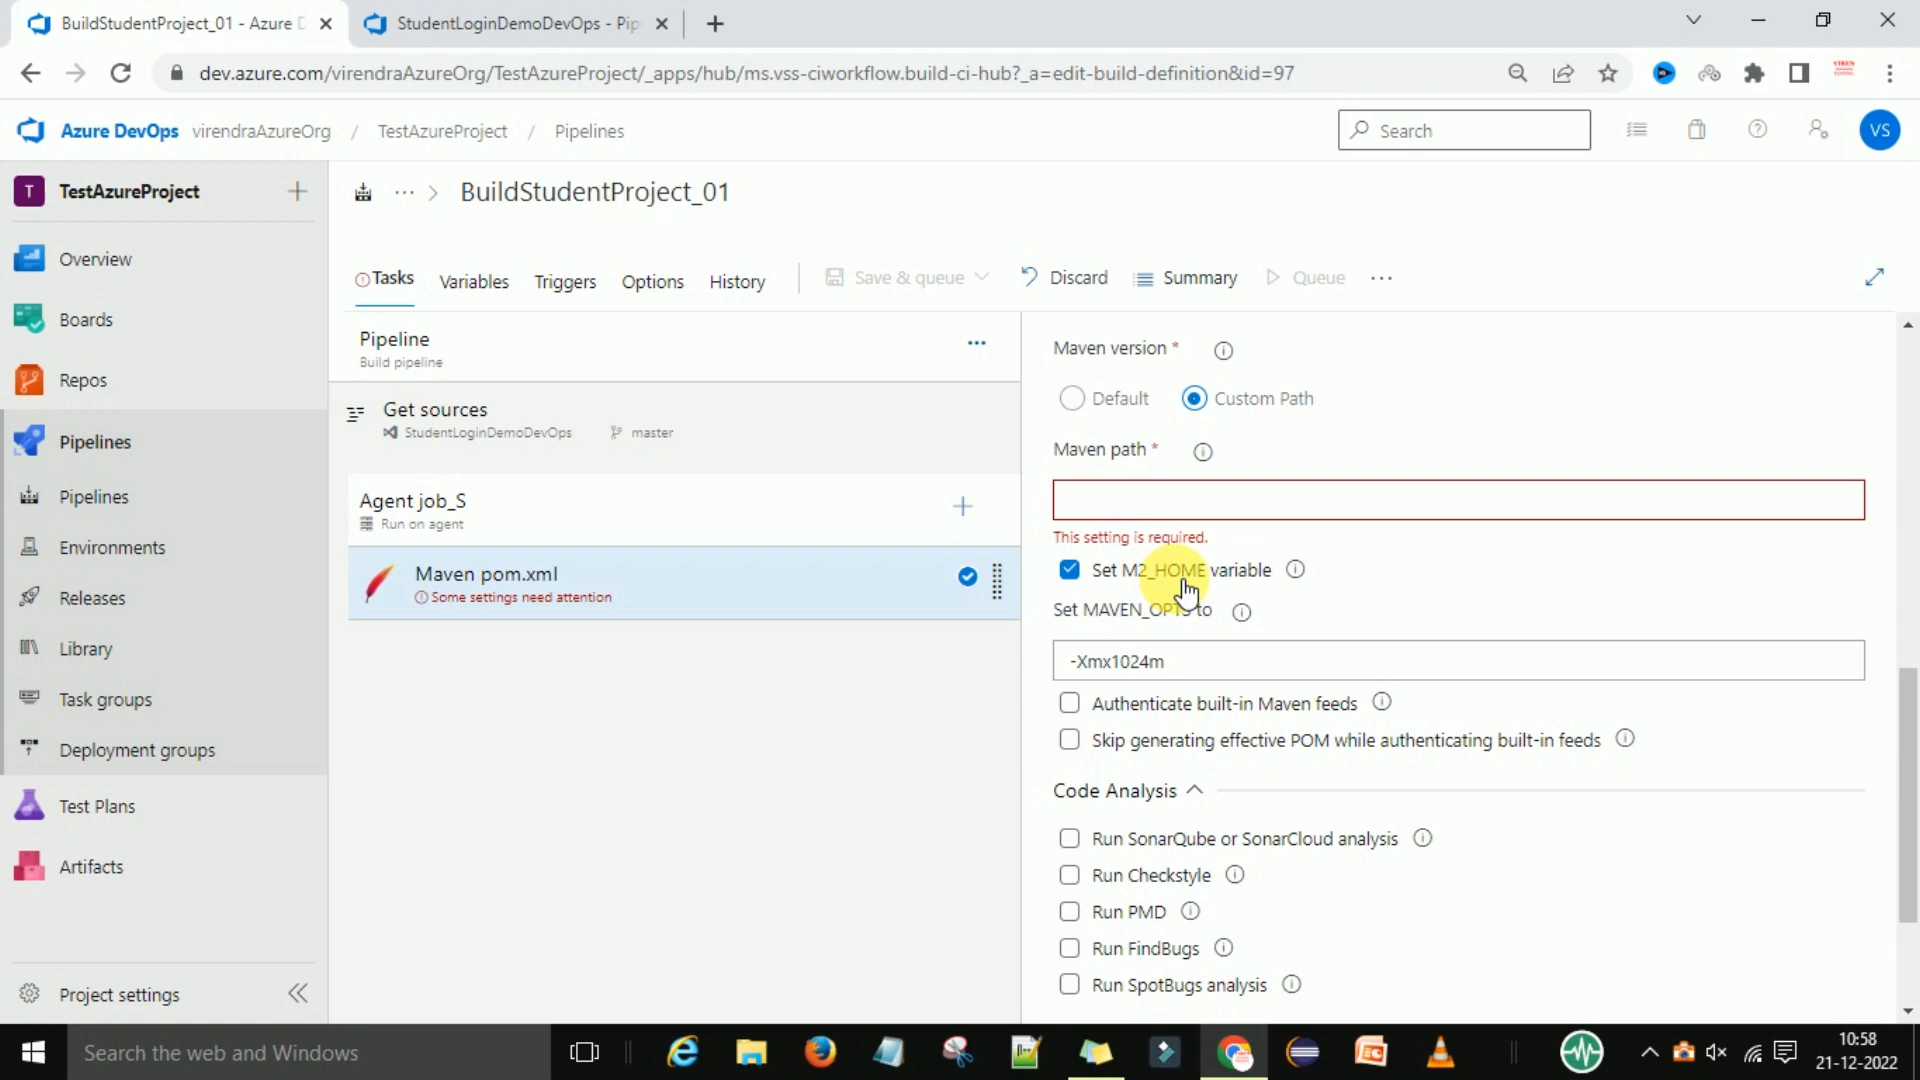 BuildStudentProject_01 - Azure D
StudentLoginDemoDevOps - Pip
dev.azure.com/virendraAzureOrg/TestAzureProject/_apps/hub/ms.vss-ciworkflow.build-ci-hub?_a=edit-build-definition&id=97
Azure DevOps virendraAzureOrg / TestAzureProject / Pipelines
Search
VS
T TestAzureProject
BuildStudentProject_01
Overview
Boards
Repos
Pipelines
Pipelines
Environments
Releases
Library
Task groups
Deployment groups
Test Plans
Artifacts
Project settings
Tasks Variables Triggers Options History Save & queue Discard Summary Queue
Pipeline
Build pipeline
Get sources
StudentLoginDemoDevOps master
Agent job_S
Run on agent
Maven pom.xml
Some settings need attention
Maven version *
Default Custom Path
Maven path *
This setting is required.
Set M2_HOME variable
Set MAVEN_OPTS to
-Xmx1024m
Authenticate built-in Maven feeds
Skip generating effective POM while authenticating built-in feeds
Code Analysis
Run SonarQube or SonarCloud analysis
Run Checkstyle
Run PMD
Run FindBugs
Run SpotBugs analysis
Search the web and Windows
10:58
21-12-2022